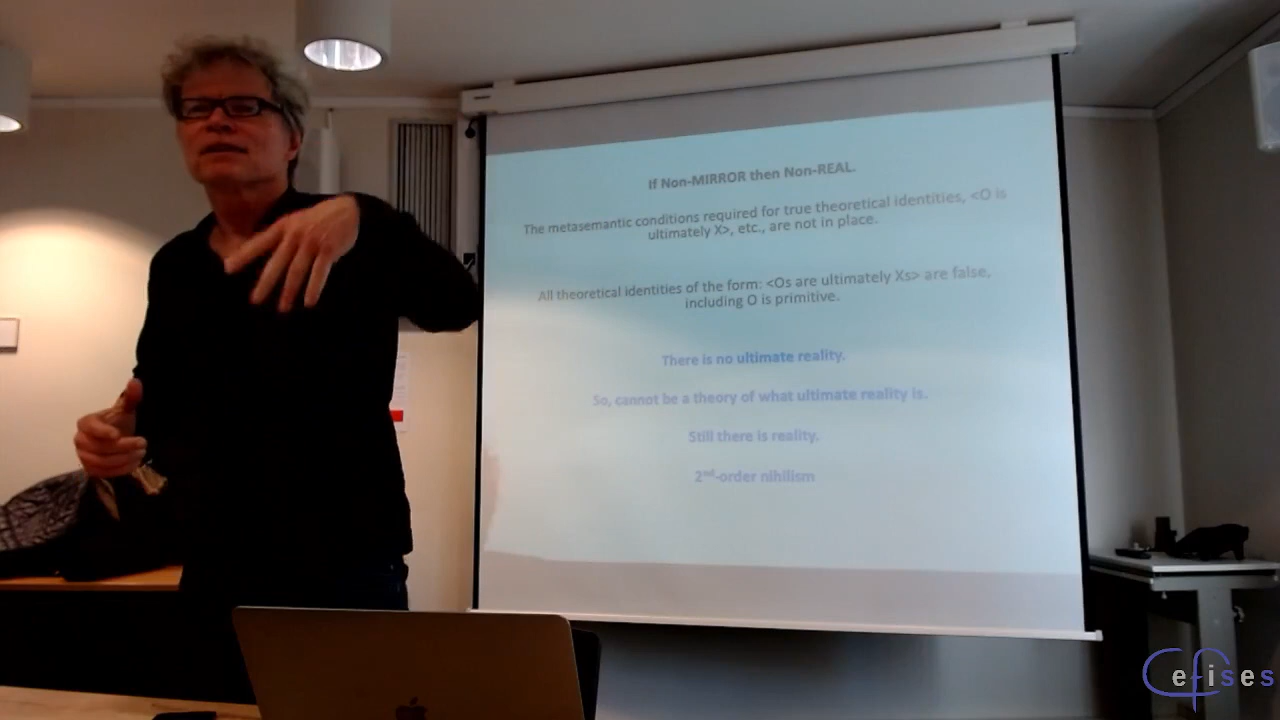 If Non-MIRROR then Non-REAL.
The metasemantic conditions required for true theoretical identities, <O is
ultimately X>, etc., are not in place.
All theoretical identities of the form: <Os are ultimately Xs> are false,
including O is primitive.
There is no ultimate reality.
So, cannot be a theory of what ultimate reality is.
Still there is reality.
2nd-order nihilism
Cefises